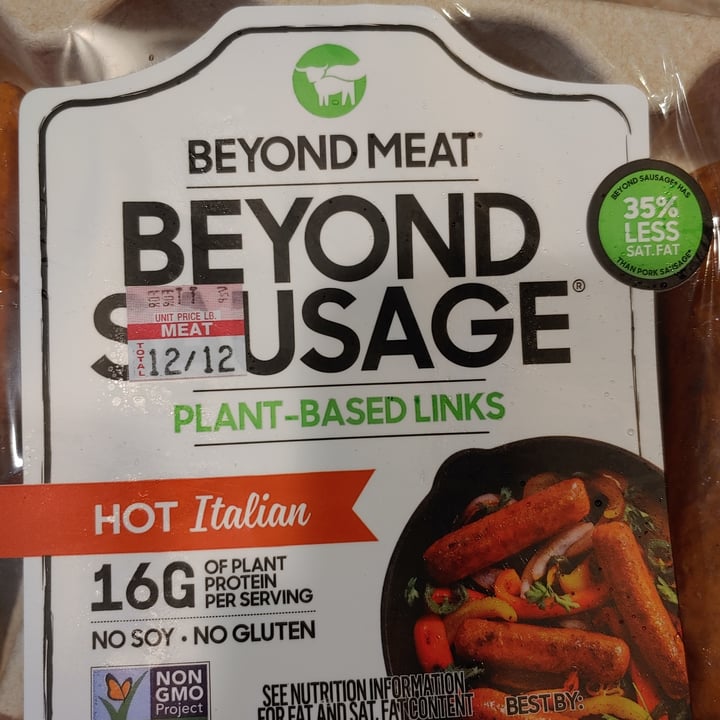 BEYOND MEAT®
BEYOND
SAUSAGE®
UNIT PRICE LB.
MEAT
TOTAL
12/12
PLANT-BASED LINKS
BEYOND SAUSAGE® HAS
35%
LESS
SAT.FAT
THAN PORK SAUSAGE*
HOT Italian
16G OF PLANT
PROTEIN
PER SERVING
NO SOY • NO GLUTEN
NON
GMO
Project
SEE NUTRITION INFORMATION
FOR FAT AND SAT. FAT CONTENT
BEST BY: